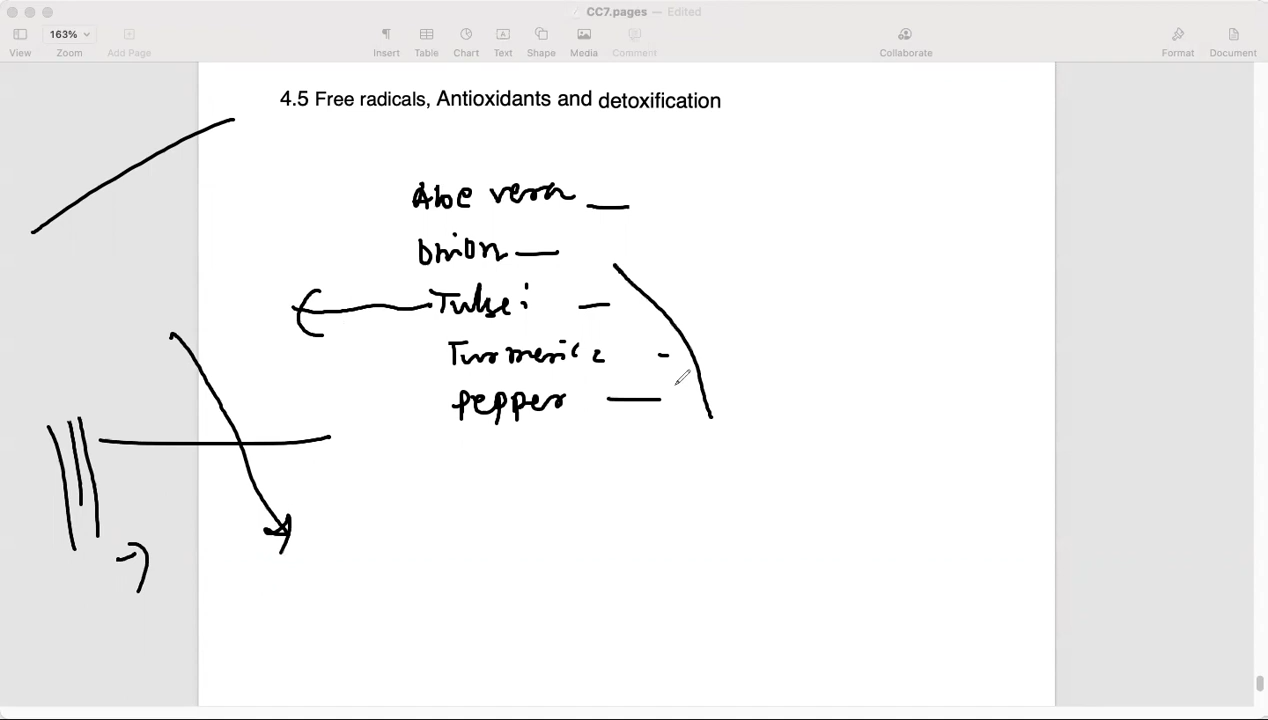 CC7.pages — Edited
163%
View Zoom Add Page Insert Table Chart Text Shape Media Comment Collaborate Format Document
4.5 Free radicals, Antioxidants and detoxification
Aloe vera
Onion
Tulsi
Turmeric
pepper